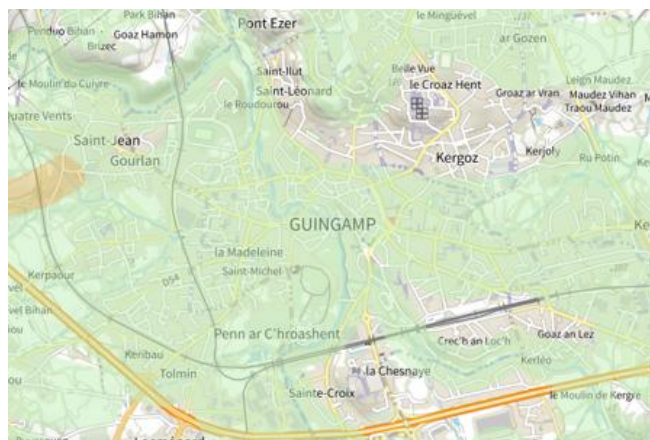 Park Bihan
le Minguével
Penduo Bihan
Goaz Hamon
Pont Ezer
ar Gozen
Brizec
Saint-Ilut
Belle Vue
le Moulin du Cuivre
Saint-Léonard
le Croaz Hent
Leign Maudez
Groaz ar Vran
Maudez Vihan
le Roudourou
Traou Maudez
Quatre Vents
Saint-Jean
Gourlan
Kergoz
Kerjoly
Ru Potin
GUINGAMP
Ke
la Madeleine
Saint-Michel
Kerpaour
D54
vel
vel Bihan
Penn ar C'hroashent
Crec'h an Loc'h
Goaz an Lez
Keribau
Kerléo
Tolmin
la Chesnaye
Sainte-Croix
le Moulin de Kergre